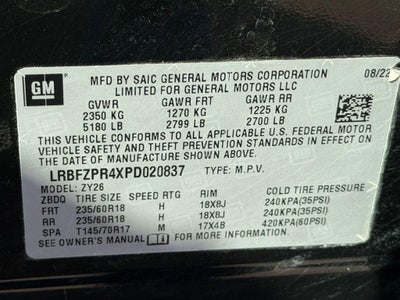 MFD BY SAIC GENERAL MOTORS CORPORATION 08/22
LIMITED FOR GENERAL MOTORS LLC
GM
GVWR GAWR FRT GAWR RR
2350 KG 1270 KG 1225 KG
5180 LB 2799 LB 2700 LB
THIS VEHICLE CONFORMS TO ALL APPLICABLE U.S. FEDERAL MOTOR
VEHICLE SAFETY AND THEFT PREVENTION STANDARDS IN EFFECT
ON THE DATE OF MANUFACTURE SHOWN ABOVE.
LRBFZPR4XPD020837 TYPE: M.P.V.
MODEL: ZY26
ZBDQ TIRE SIZE SPEED RTG RIM COLD TIRE PRESSURE
FRT 235/60R18 H 18X8J 240KPA(35PSI)
RR 235/60R18 H 18X8J 240KPA(35PSI)
SPA T145/70R17 M 17X4B 420KPA(60PSI)
SEE OWNER'S MANUAL FOR MORE INFORMATION.